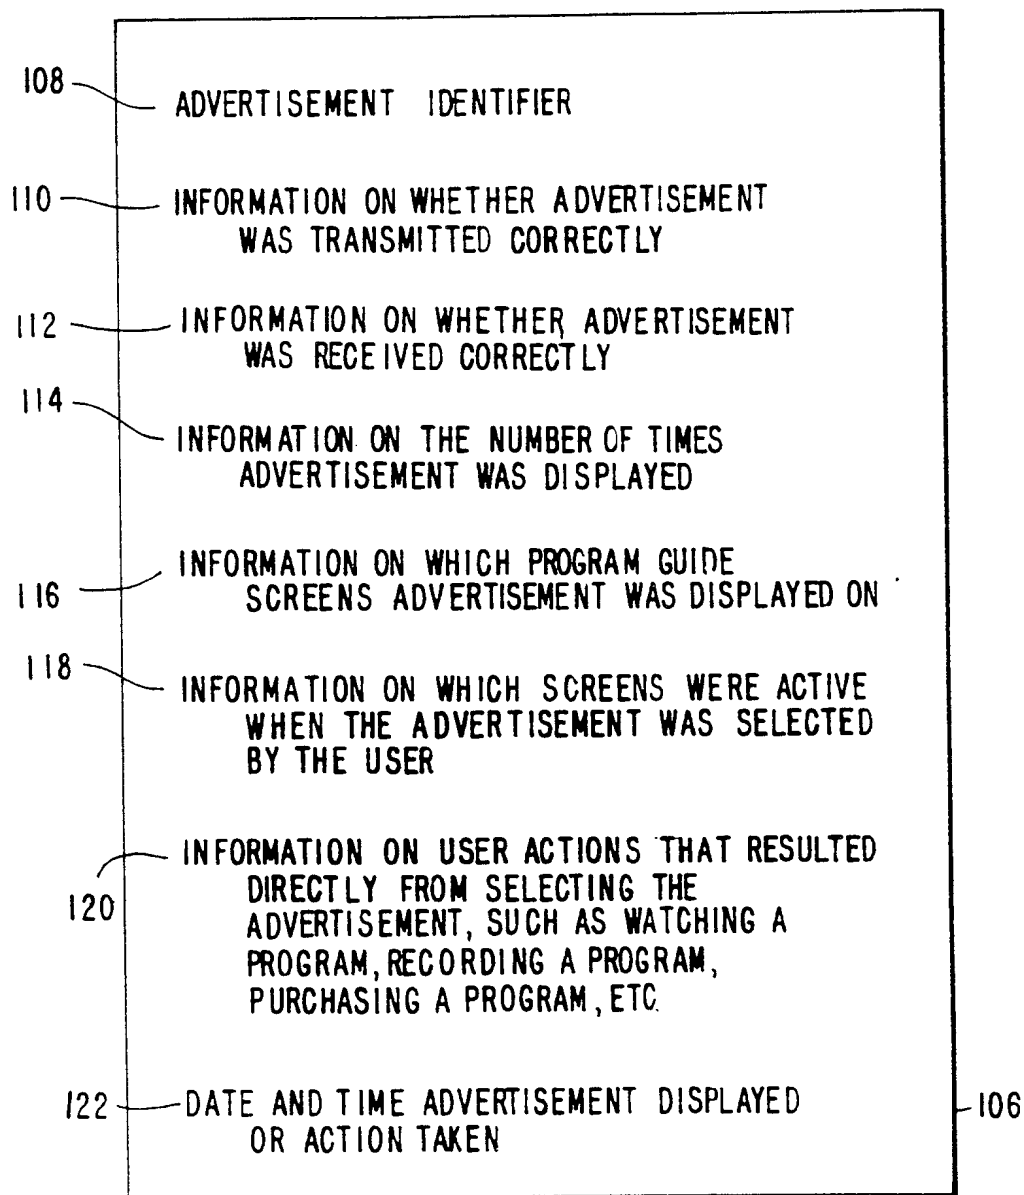 108
ADVERTISEMENT IDENTIFIER
110
INFORMATION ON WHETHER ADVERTISEMENT
WAS TRANSMITTED CORRECTLY
112
INFORMATION ON WHETHER ADVERTISEMENT
WAS RECEIVED CORRECTLY
114
INFORMATION ON THE NUMBER OF TIMES
ADVERTISEMENT WAS DISPLAYED
116
INFORMATION ON WHICH PROGRAM GUIDE
SCREENS ADVERTISEMENT WAS DISPLAYED ON
118
INFORMATION ON WHICH SCREENS WERE ACTIVE
WHEN THE ADVERTISEMENT WAS SELECTED
BY THE USER
120
INFORMATION ON USER ACTIONS THAT RESULTED
DIRECTLY FROM SELECTING THE
ADVERTISEMENT, SUCH AS WATCHING A
PROGRAM, RECORDING A PROGRAM,
PURCHASING A PROGRAM, ETC.
122
DATE AND TIME ADVERTISEMENT DISPLAYED
OR ACTION TAKEN
106